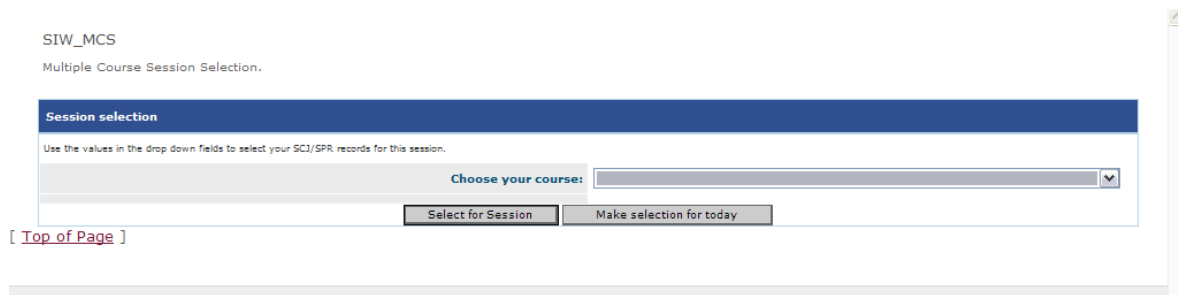 SIW_MCS
Multiple Course Session Selection.
Session selection
Use the values in the drop down fields to select your SCJ/SPR records for this session.
Choose your course:
Select for Session Make selection for today
[ Top of Page ]